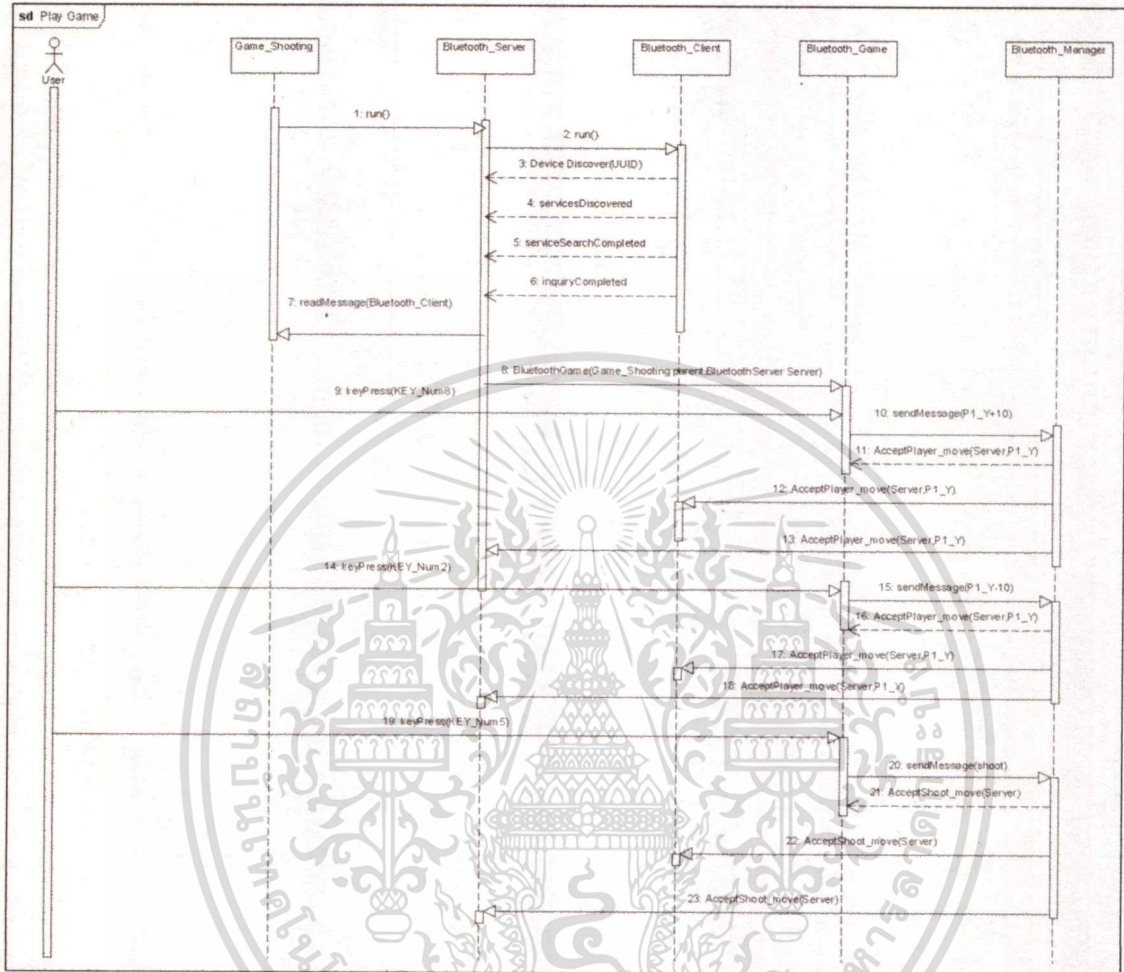 sd Play Game
User
Game_Shooting
Bluetooth_Server
Bluetooth_Client
Bluetooth_Game
Bluetooth_Manager
1: run()
2: run()
3: Device Discover(UUID)
4: servicesDiscovered
5: serviceSearchCompleted
6: inquiryCompleted
7: readMessage(Bluetooth_Client)
8: BluetoothGame(Game_Shooting parent,BluetoothServer Server)
9: keyPress(KEY_Num8)
10: sendMessage(P1_Y+10)
11: AcceptPlayer_move(Server,P1_Y)
12: AcceptPlayer_move(Server,P1_Y)
13: AcceptPlayer_move(Server,P1_Y)
14: keyPress(KEY_Num2)
15: sendMessage(P1_Y-10)
16: AcceptPlayer_move(Server,P1_Y)
17: AcceptPlayer_move(Server,P1_Y)
18: AcceptPlayer_move(Server,P1_Y)
19: keyPress(KEY_Num5)
20: sendMessage(shoot)
21: AcceptShoot_move(Server)
22: AcceptShoot_move(Server)
23: AcceptShoot_move(Server)